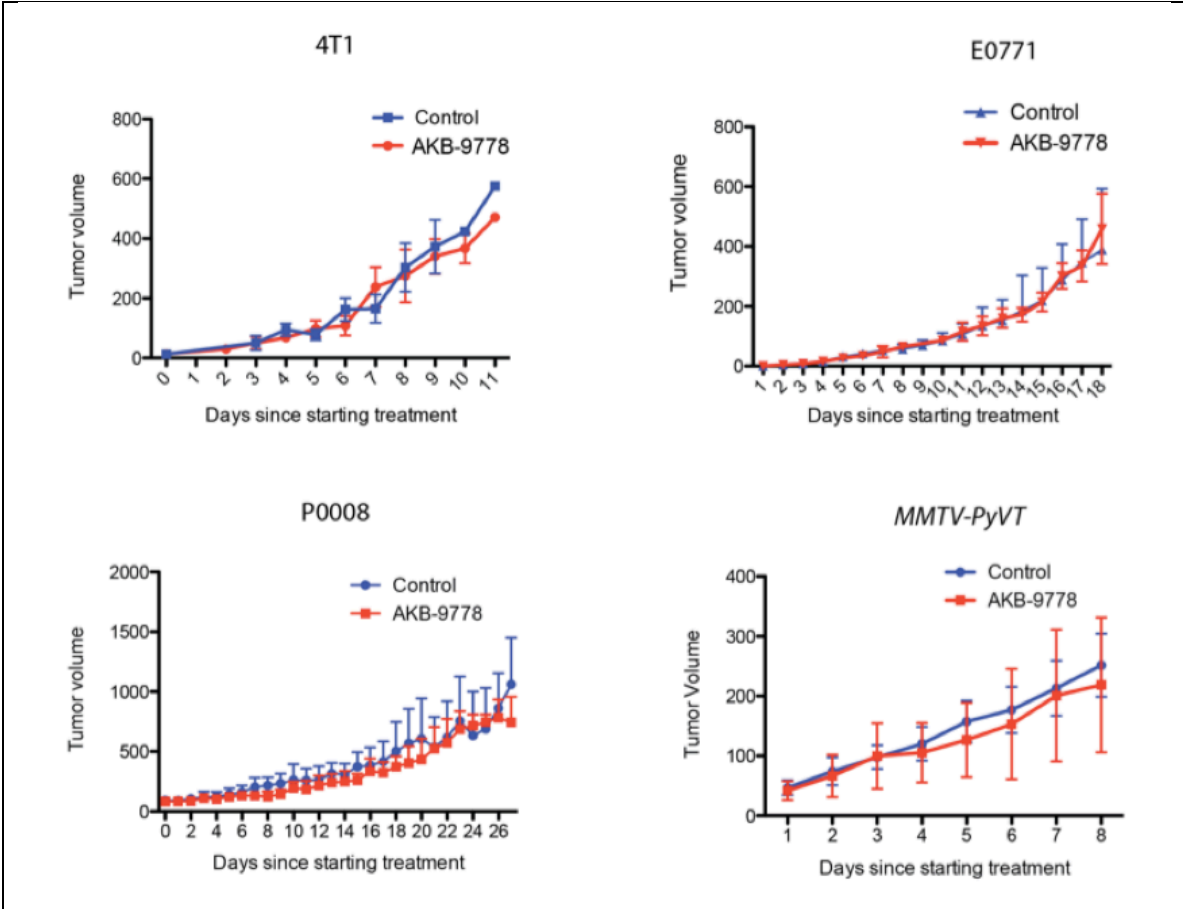 4T1
Control
AKB-9778
800
600
400
200
0
Tumor volume
0 1 2 3 4 5 6 7 8 9 10 11
Days since starting treatment
E0771
Control
AKB-9778
800
600
400
200
0
Tumor volume
1 2 3 4 5 6 7 8 9 10 11 12 13 14 15 16 17 18
Days since starting treatment
P0008
Control
AKB-9778
2000
1500
1000
500
0
Tumor volume
0 2 4 6 8 10 12 14 16 18 20 22 24 26
Days since starting treatment
MMTV-PyVT
Control
AKB-9778
400
300
200
100
0
Tumor Volume
1 2 3 4 5 6 7 8
Days since starting treatment